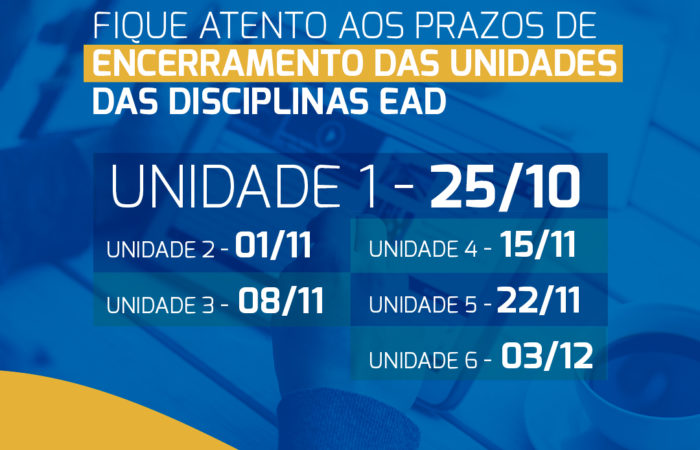 FIQUE ATENTO AOS PRAZOS DE
ENCERRAMENTO DAS UNIDADES
DAS DISCIPLINAS EAD
UNIDADE 1 - 25/10
UNIDADE 2 - 01/11
UNIDADE 3 - 08/11
UNIDADE 4 - 15/11
UNIDADE 5 - 22/11
UNIDADE 6 - 03/12